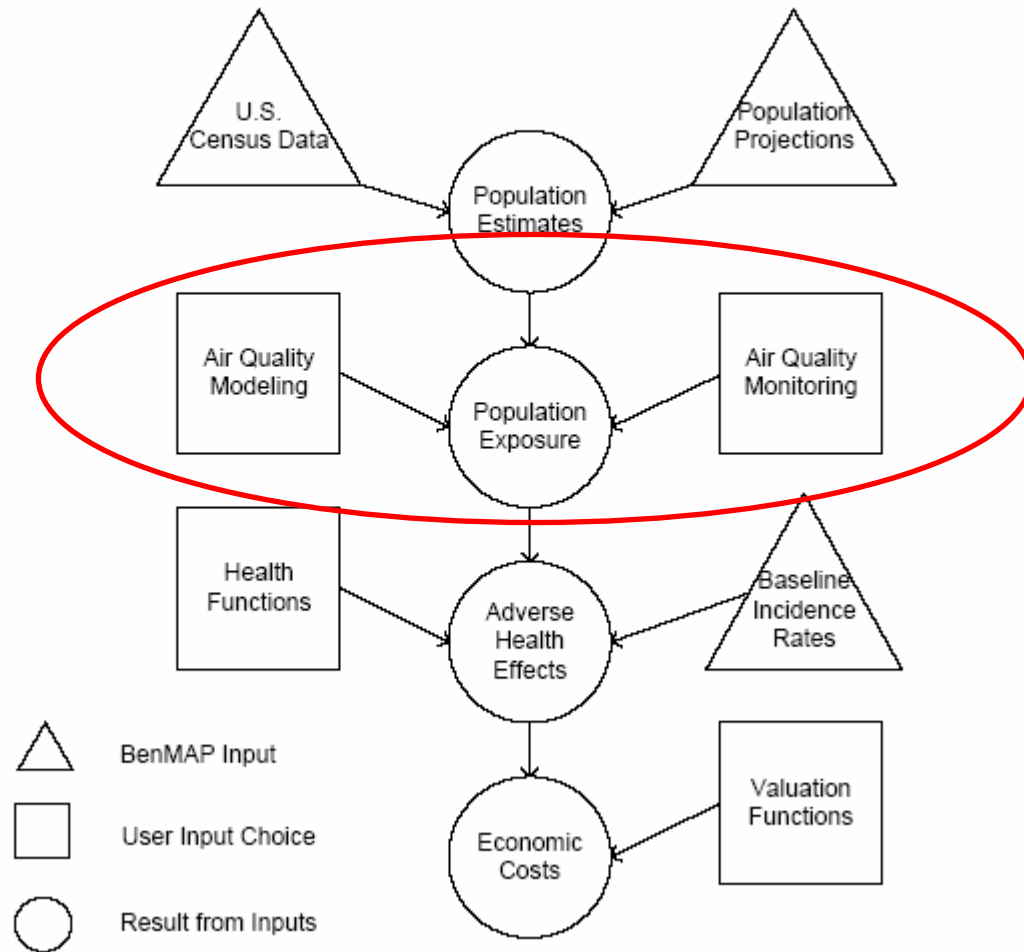 U.S.
Census Data
Population
Projections
Population
Estimates
Air Quality
Modeling
Air Quality
Monitoring
Population
Exposure
Health
Functions
Baseline
Incidence
Rates
Adverse
Health
Effects
BenMAP Input
Valuation
Functions
User Input Choice
Economic
Costs
Result from Inputs